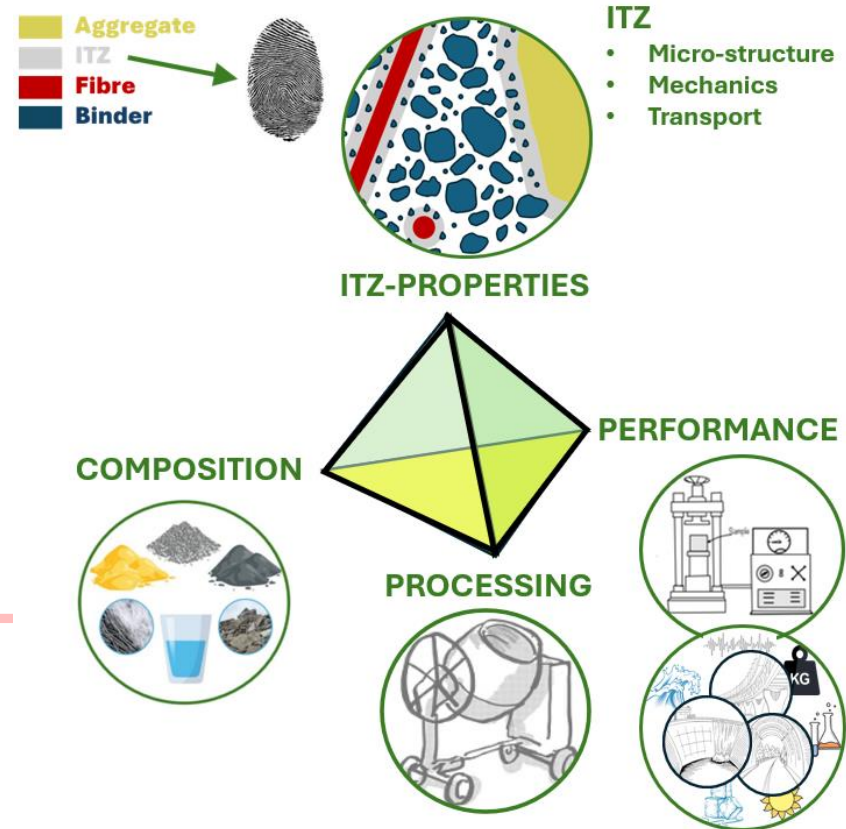 Aggregate
ITZ
Fibre
Binder
ITZ
• Micro-structure
• Mechanics
• Transport
ITZ-PROPERTIES
PERFORMANCE
COMPOSITION
Sample
PROCESSING
KG